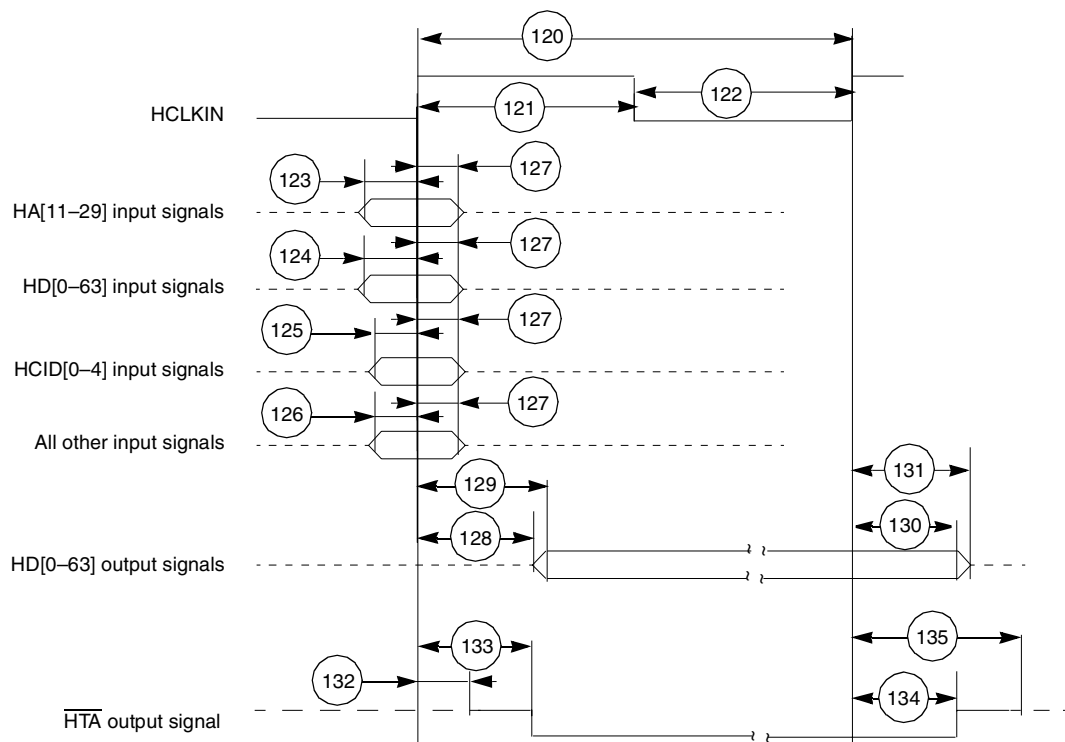 120
121
122
HCLKIN
127
123
HA[11–29] input signals
127
124
HD[0–63] input signals
127
125
HCID[0–4] input signals
127
126
All other input signals
131
129
130
128
HD[0–63] output signals
133
135
132
134
HTA output signal